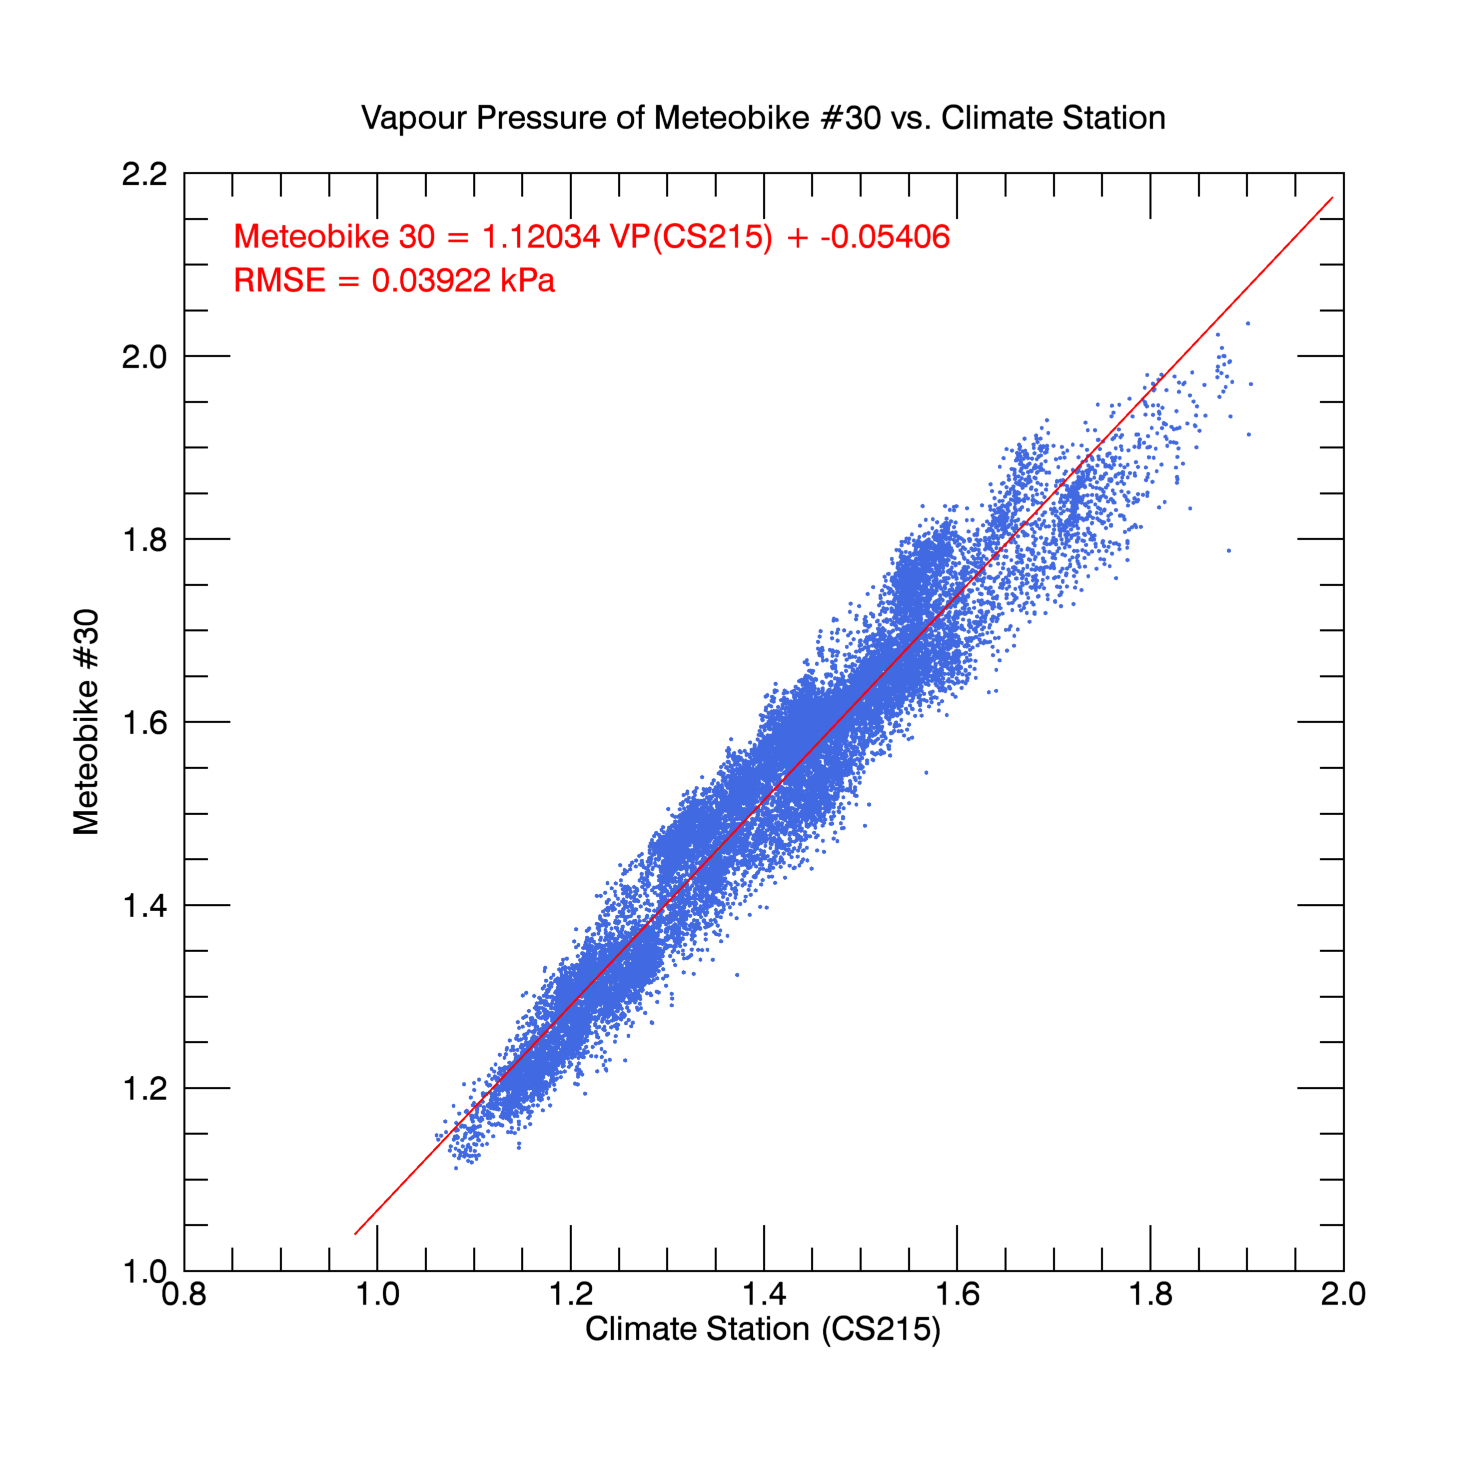 Vapour Pressure of Meteobike #30 vs. Climate Station
Meteobike 30 = 1.12034 VP(CS215) + -0.05406
RMSE = 0.03922 kPa
2.2
2.0
1.8
1.6
1.4
1.2
1.0
Meteobike #30
0.8 1.0 1.2 1.4 1.6 1.8 2.0
Climate Station (CS215)